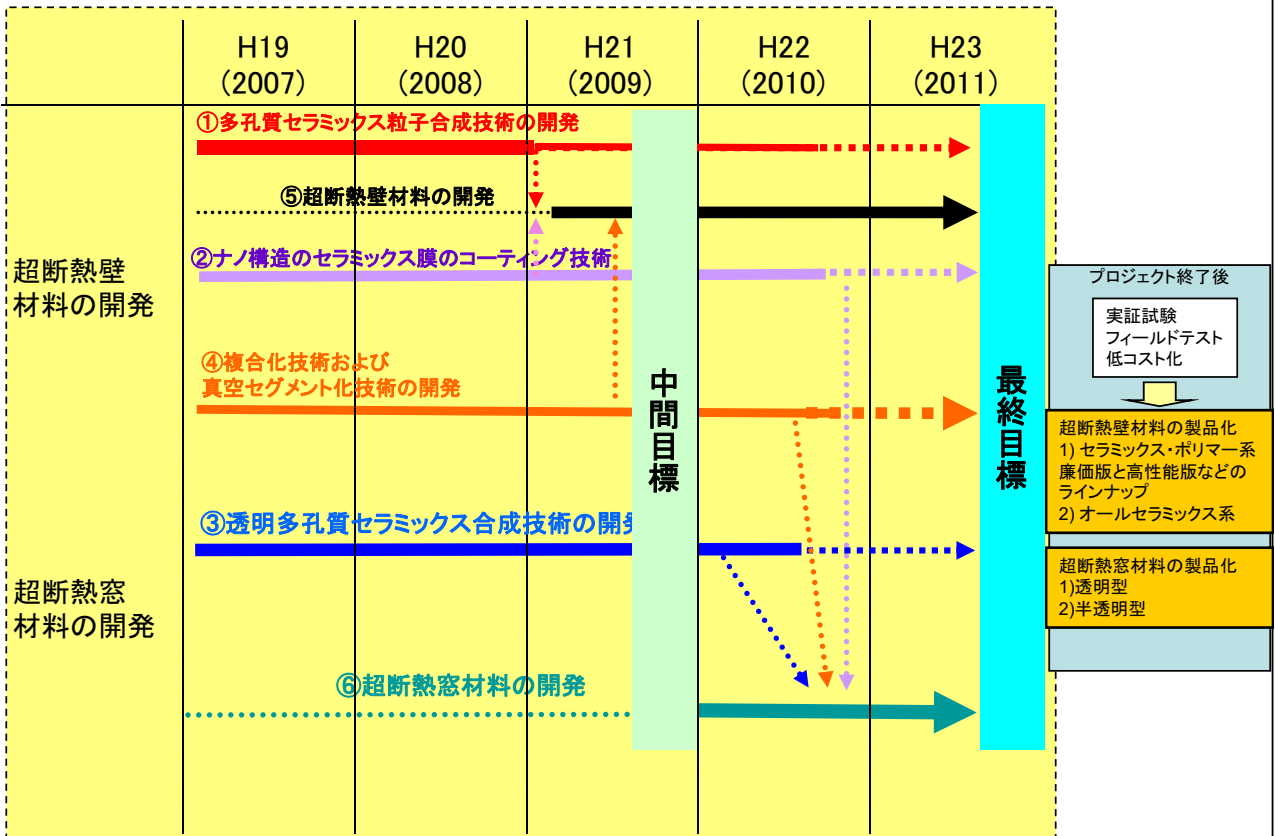 H19
(2007)
H20
(2008)
H21
(2009)
H22
(2010)
H23
(2011)
超断熱壁
材料の開発
①多孔質セラミックス粒子合成技術の開発
⑤超断熱壁材料の開発
②ナノ構造のセラミックス膜のコーティング技術
④複合化技術および
真空セグメント化技術の開発
超断熱窓
材料の開発
③透明多孔質セラミックス合成技術の開
⑥超断熱窓材料の開発
中間目標
最終目標
プロジェクト終了後
実証試験
フィールドテスト
低コスト化
超断熱壁材料の製品化
1) セラミックス・ポリマー系
廉価版と高性能版などの
ラインナップ
2) オールセラミックス系
超断熱窓材料の製品化
1)透明型
2)半透明型